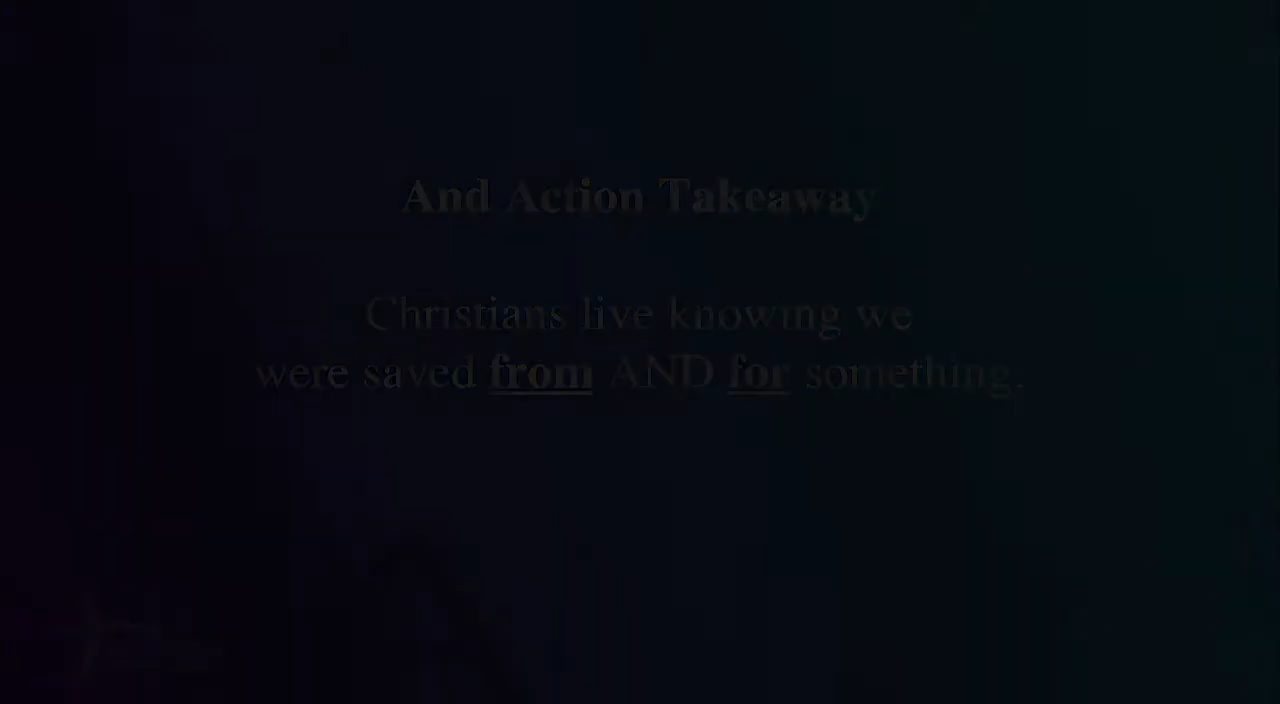 And Action Takeaway
Christians live knowing we
were saved from AND for something.